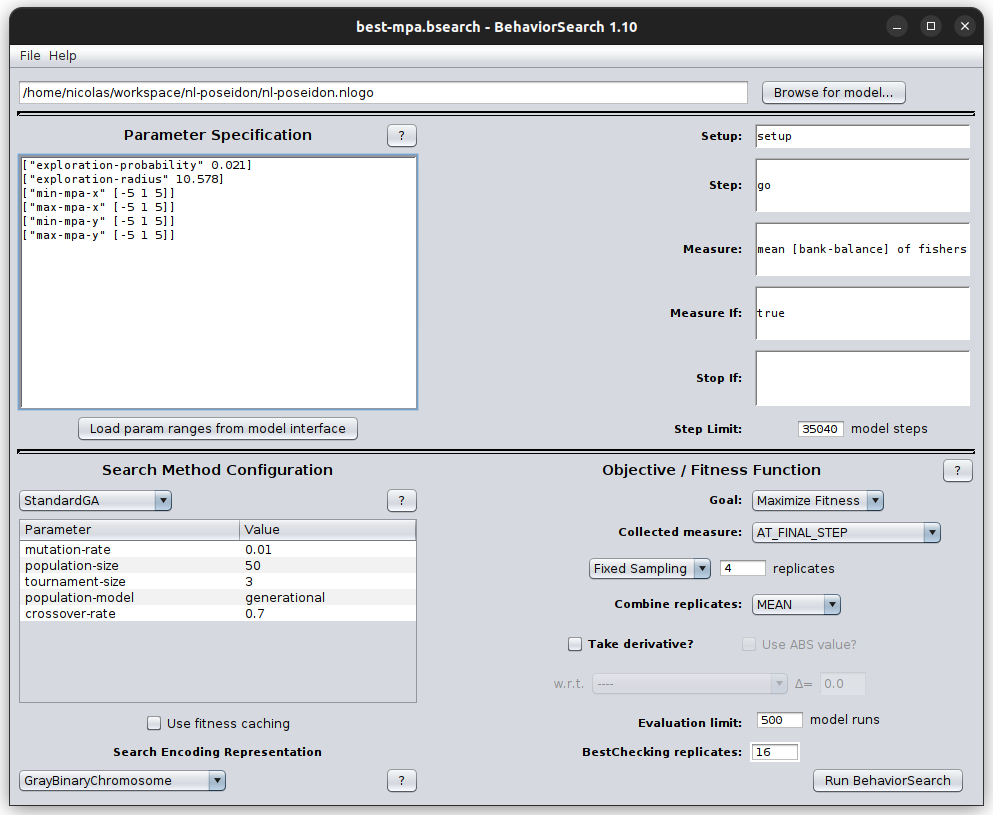 best-mpa.bsearch - BehaviorSearch 1.10
File Help
/home/nicolas/workspace/nl-poseidon/nl-poseidon.nlogo
Browse for model...
Parameter Specification
?
["exploration-probability" 0.021]
["exploration-radius" 10.578]
["min-mpa-x" [-5 1 5]]
["max-mpa-x" [-5 1 5]]
["min-mpa-y" [-5 1 5]]
["max-mpa-y" [-5 1 5]]
Load param ranges from model interface
Setup: setup
Step: go
Measure: mean [bank-balance] of fishers
Measure If: true
Stop If:
Step Limit: 35040 model steps
Search Method Configuration
StandardGA
?
Parameter Value
mutation-rate 0.01
population-size 50
tournament-size 3
population-model generational
crossover-rate 0.7
Use fitness caching
Search Encoding Representation
GrayBinaryChromosome
?
Objective / Fitness Function
?
Goal: Maximize Fitness
Collected measure: AT_FINAL_STEP
Fixed Sampling 4 replicates
Combine replicates: MEAN
Take derivative? Use ABS value?
w.r.t. ---- Δ= 0.0
Evaluation limit: 500 model runs
BestChecking replicates: 16
Run BehaviorSearch